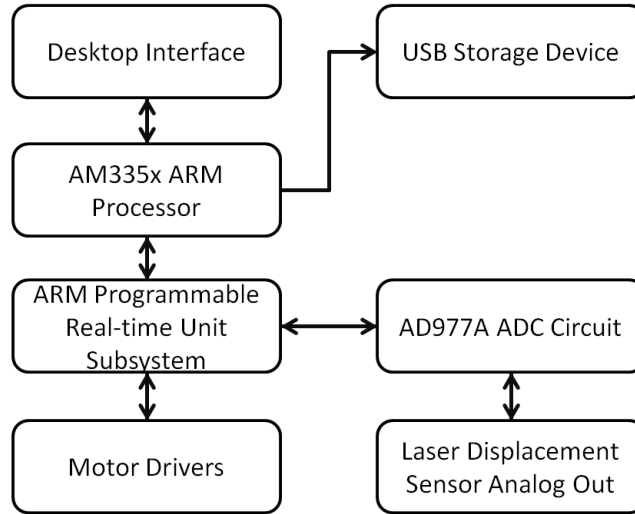 Desktop Interface
USB Storage Device
AM335x ARM
Processor
ARM Programmable
Real-time Unit
Subsystem
AD977A ADC Circuit
Motor Drivers
Laser Displacement
Sensor Analog Out